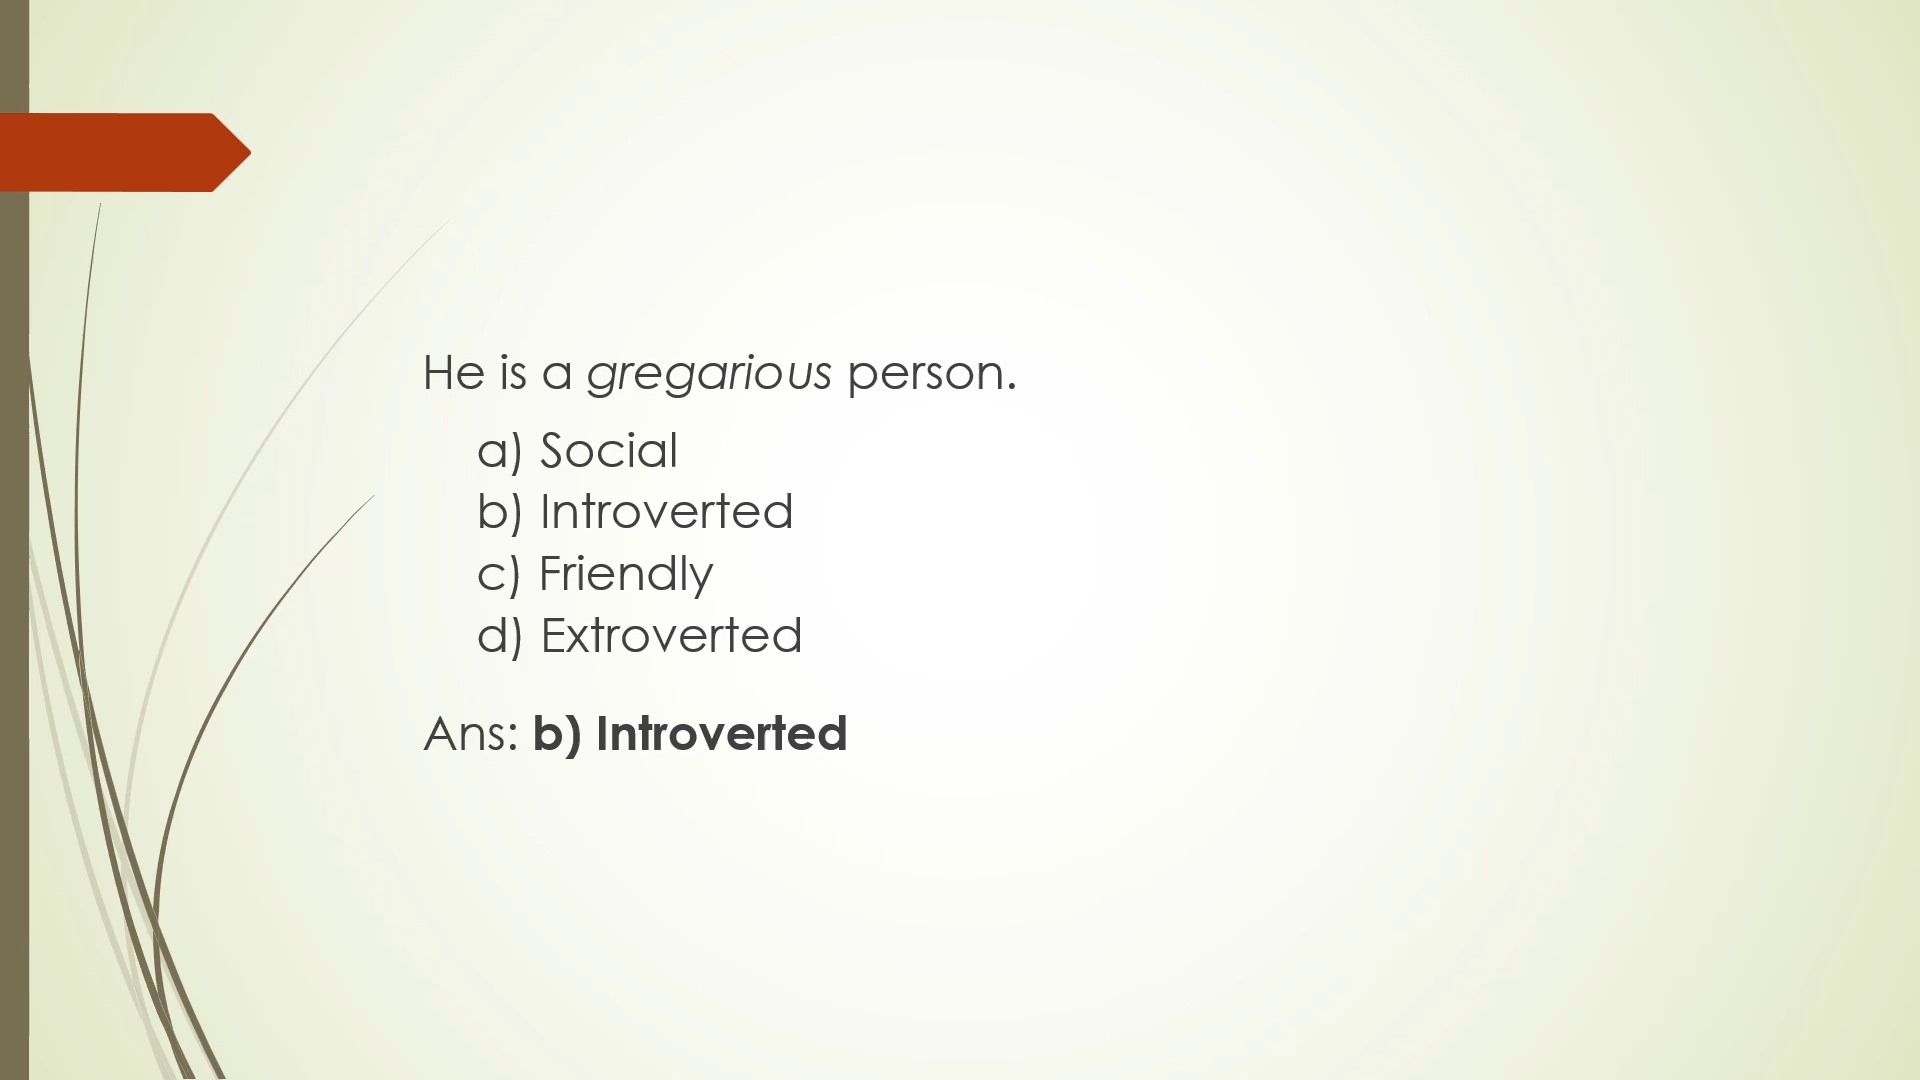 He is a gregarious person.
a) Social
b) Introverted
c) Friendly
d) Extroverted
Ans: b) Introverted